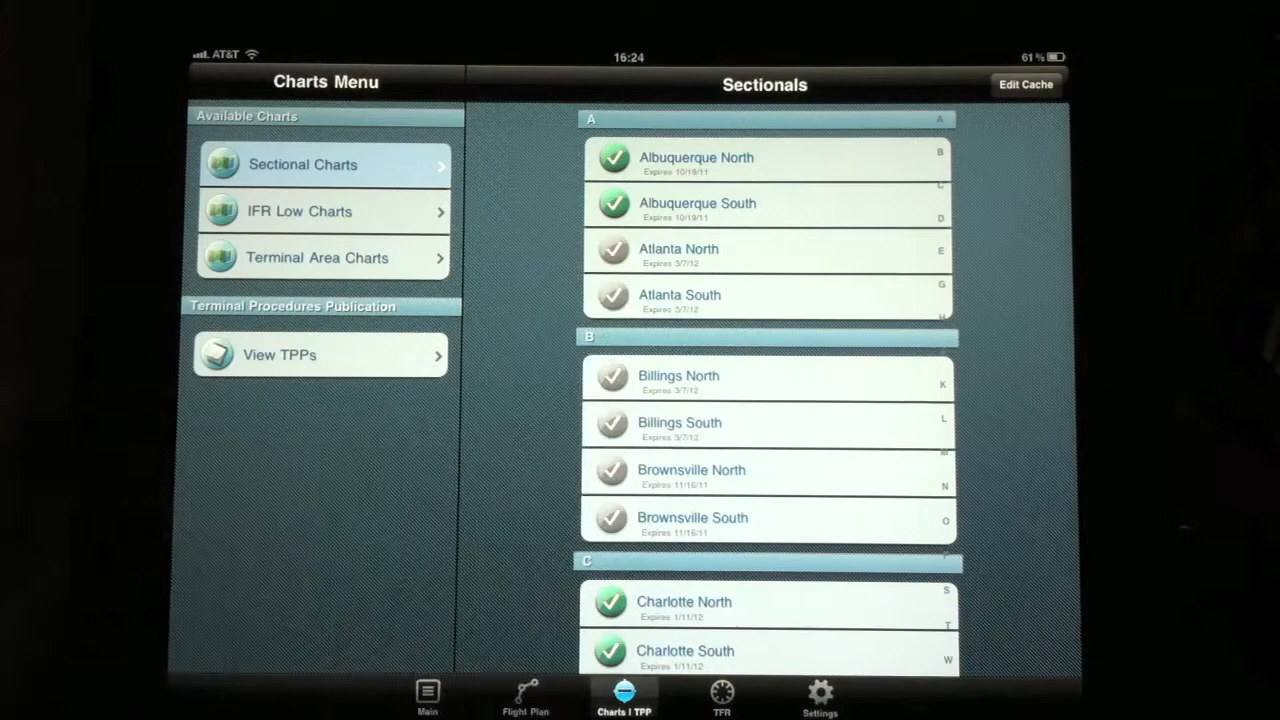 AT&T
16:24
61%
Charts Menu
Sectionals
Edit Cache
Available Charts
Sectional Charts
IFR Low Charts
Terminal Area Charts
Terminal Procedures Publication
View TPPs
A
Albuquerque North
Expires 10/19/11
Albuquerque South
Expires 10/19/11
Atlanta North
Expires 3/7/12
Atlanta South
Expires 3/7/12
B
Billings North
Expires 3/7/12
Billings South
Expires 3/7/12
Brownsville North
Expires 11/16/11
Brownsville South
Expires 11/16/11
C
Charlotte North
Expires 1/11/12
Charlotte South
Expires 1/11/12
A
B
C
D
E
G
H
K
L
M
N
O
P
S
T
W
Main
Flight Plan
Charts | TPP
TFR
Settings